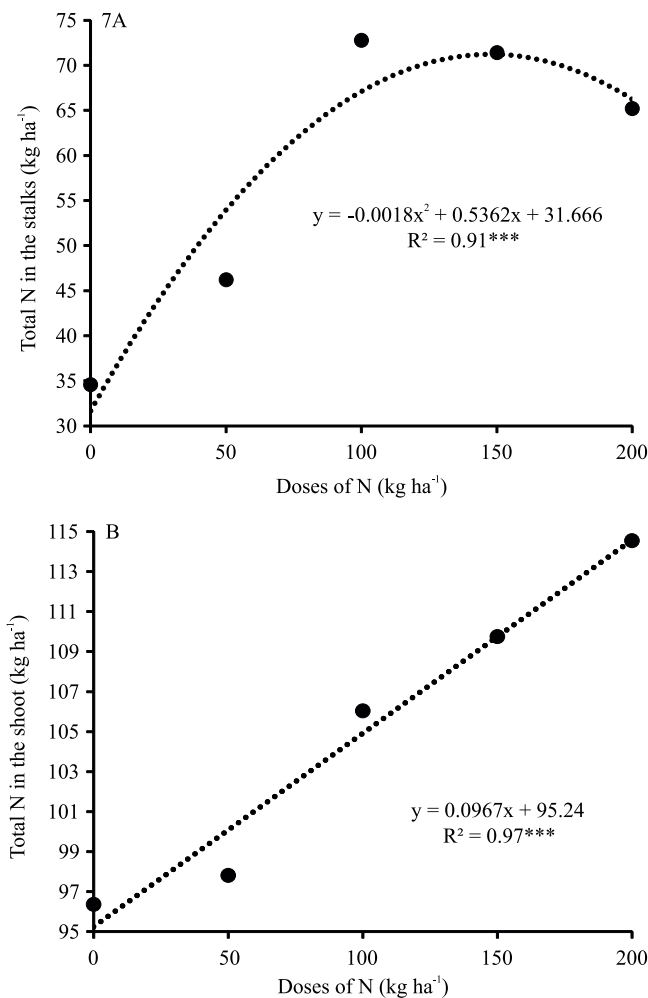 7A
75
70
65
60
55
50
45
40
35
30
Total N in the stalks (kg ha⁻¹)
y = -0.0018x² + 0.5362x + 31.666
R² = 0.91***
0 50 100 150 200
Doses of N (kg ha⁻¹)
B
115
113
111
109
107
106
105
103
101
99
98
97
95
Total N in the shoot (kg ha⁻¹)
y = 0.0967x + 95.24
R² = 0.97***
0 50 100 150 200
Doses of N (kg ha⁻¹)